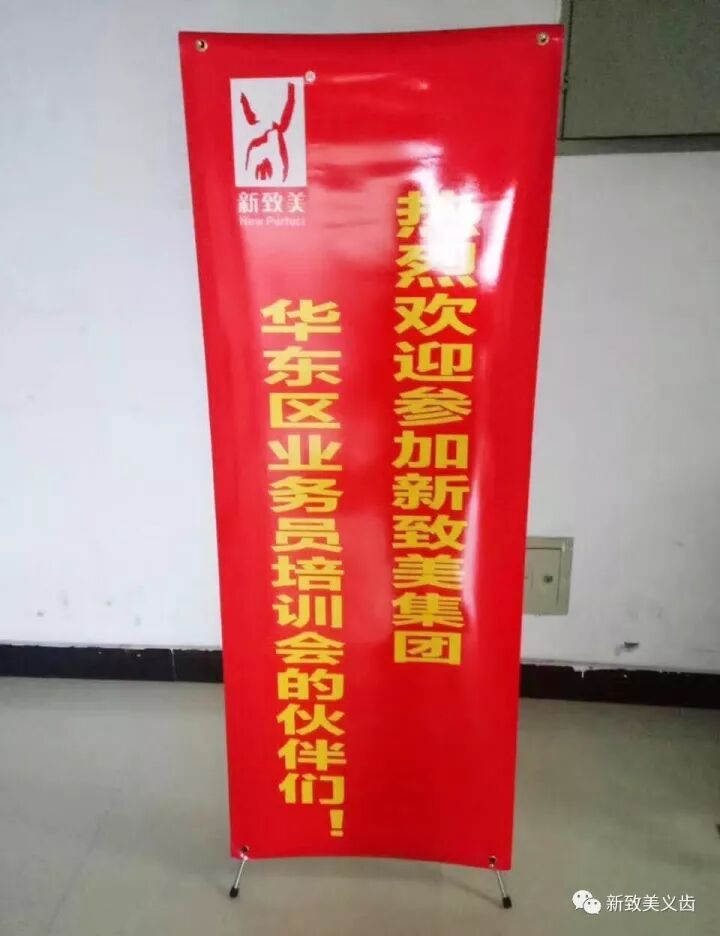 新致美
New Perfect
热烈欢迎参加新致美集团
华东区业务员培训会的伙伴们！
新致美义齿